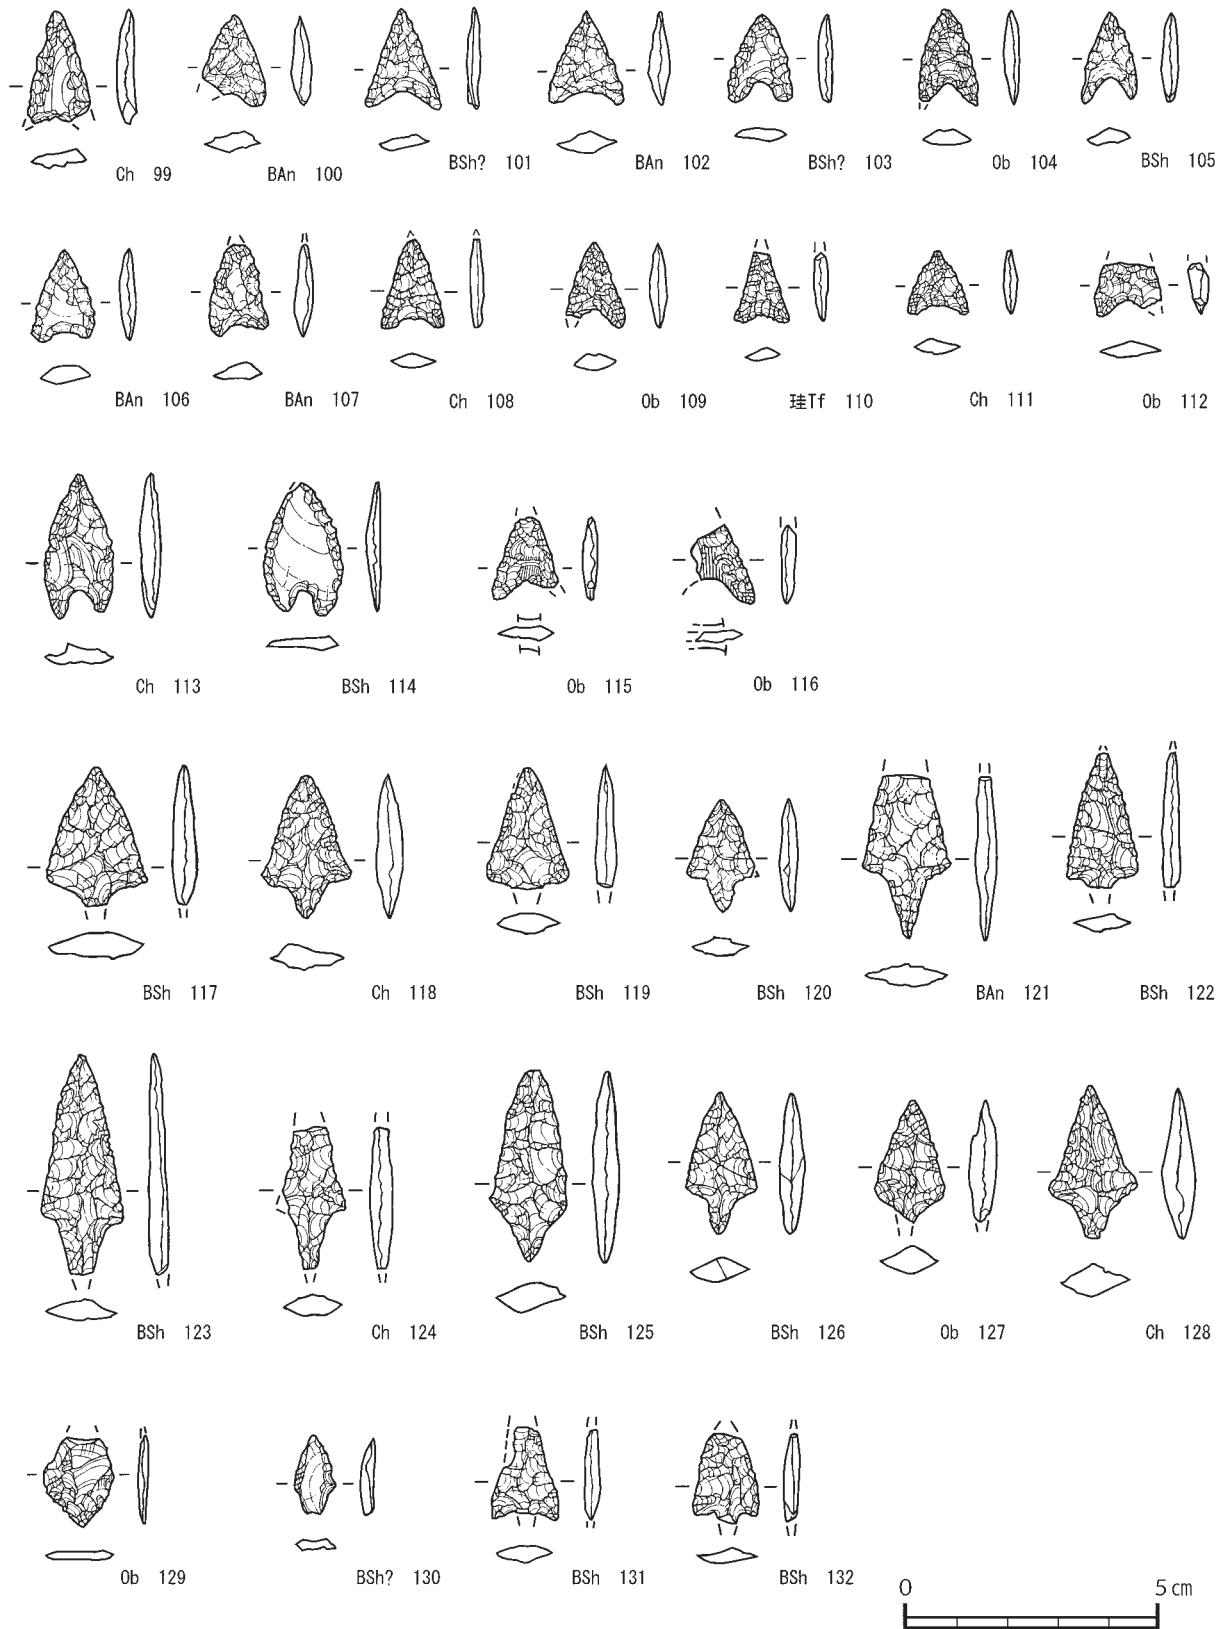 Ch 99
BAn 100
BSh? 101
BAn 102
BSh? 103
Ob 104
BSh 105
BAn 106
BAn 107
Ch 108
Ob 109
珪Tf 110
Ch 111
Ob 112
Ch 113
BSh 114
Ob 115
Ob 116
BSh 117
Ch 118
BSh 119
BSh 120
BAn 121
BSh 122
BSh 123
Ch 124
BSh 125
BSh 126
Ob 127
Ch 128
Ob 129
BSh? 130
BSh 131
BSh 132
0 5cm